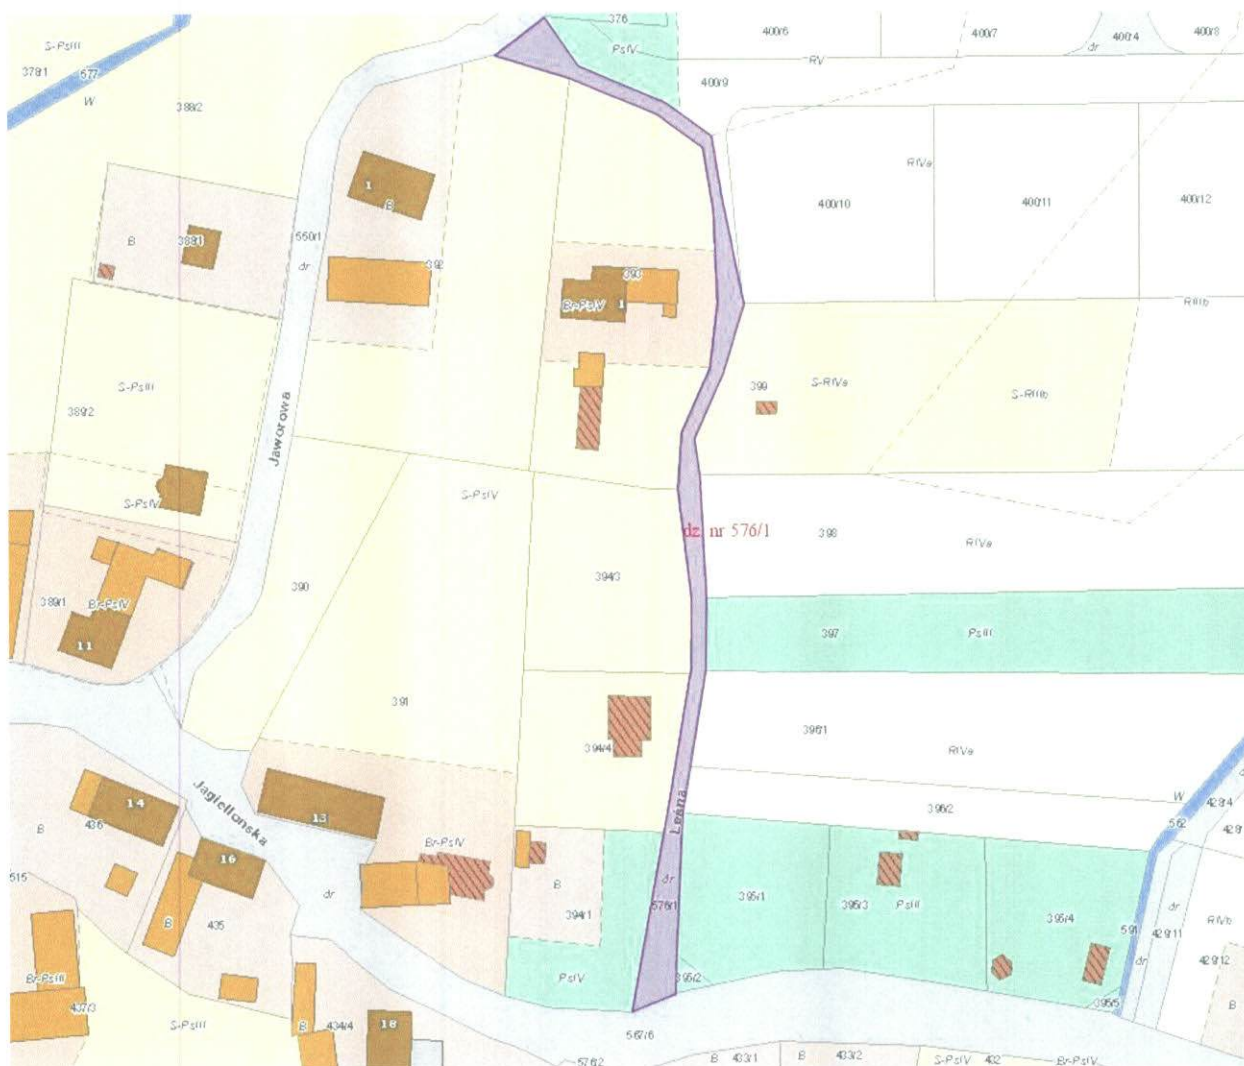 376
400/6
400/7
400/4
400/8
S-PsIII
PsIV
dr
378/1
577
RV
400/9
W
388/2
RIVa
1
B
400/10
400/11
400/12
B
388/1
550/1
dr
392
393
Br-PsIV
1
RIIIb
S-PsIII
399
S-RIVa
S-RIIIb
389/2
Jaworowa
S-PsIV
S-PsIV
dz. nr 576/1
398
RIVa
390
394/3
389/1
Br-PsIV
397
PsIII
11
391
396/1
RIVa
394/4
Leśna
W
428/4
14
Jagiellońska
13
396/2
562
436
B
16
Br-PsIV
515
dr
B
dr
395/1
395/3
PsIII
576/1
394/1
395/4
dr
RIVb
B
435
591
429/11
Br-PsIII
PsIV
395/2
dr
429/12
437/3
S-PsIII
B
434/4
18
567/6
395/5
B
576/2
B
433/1
B
433/2
S-PsIV
432
Br-PsIV